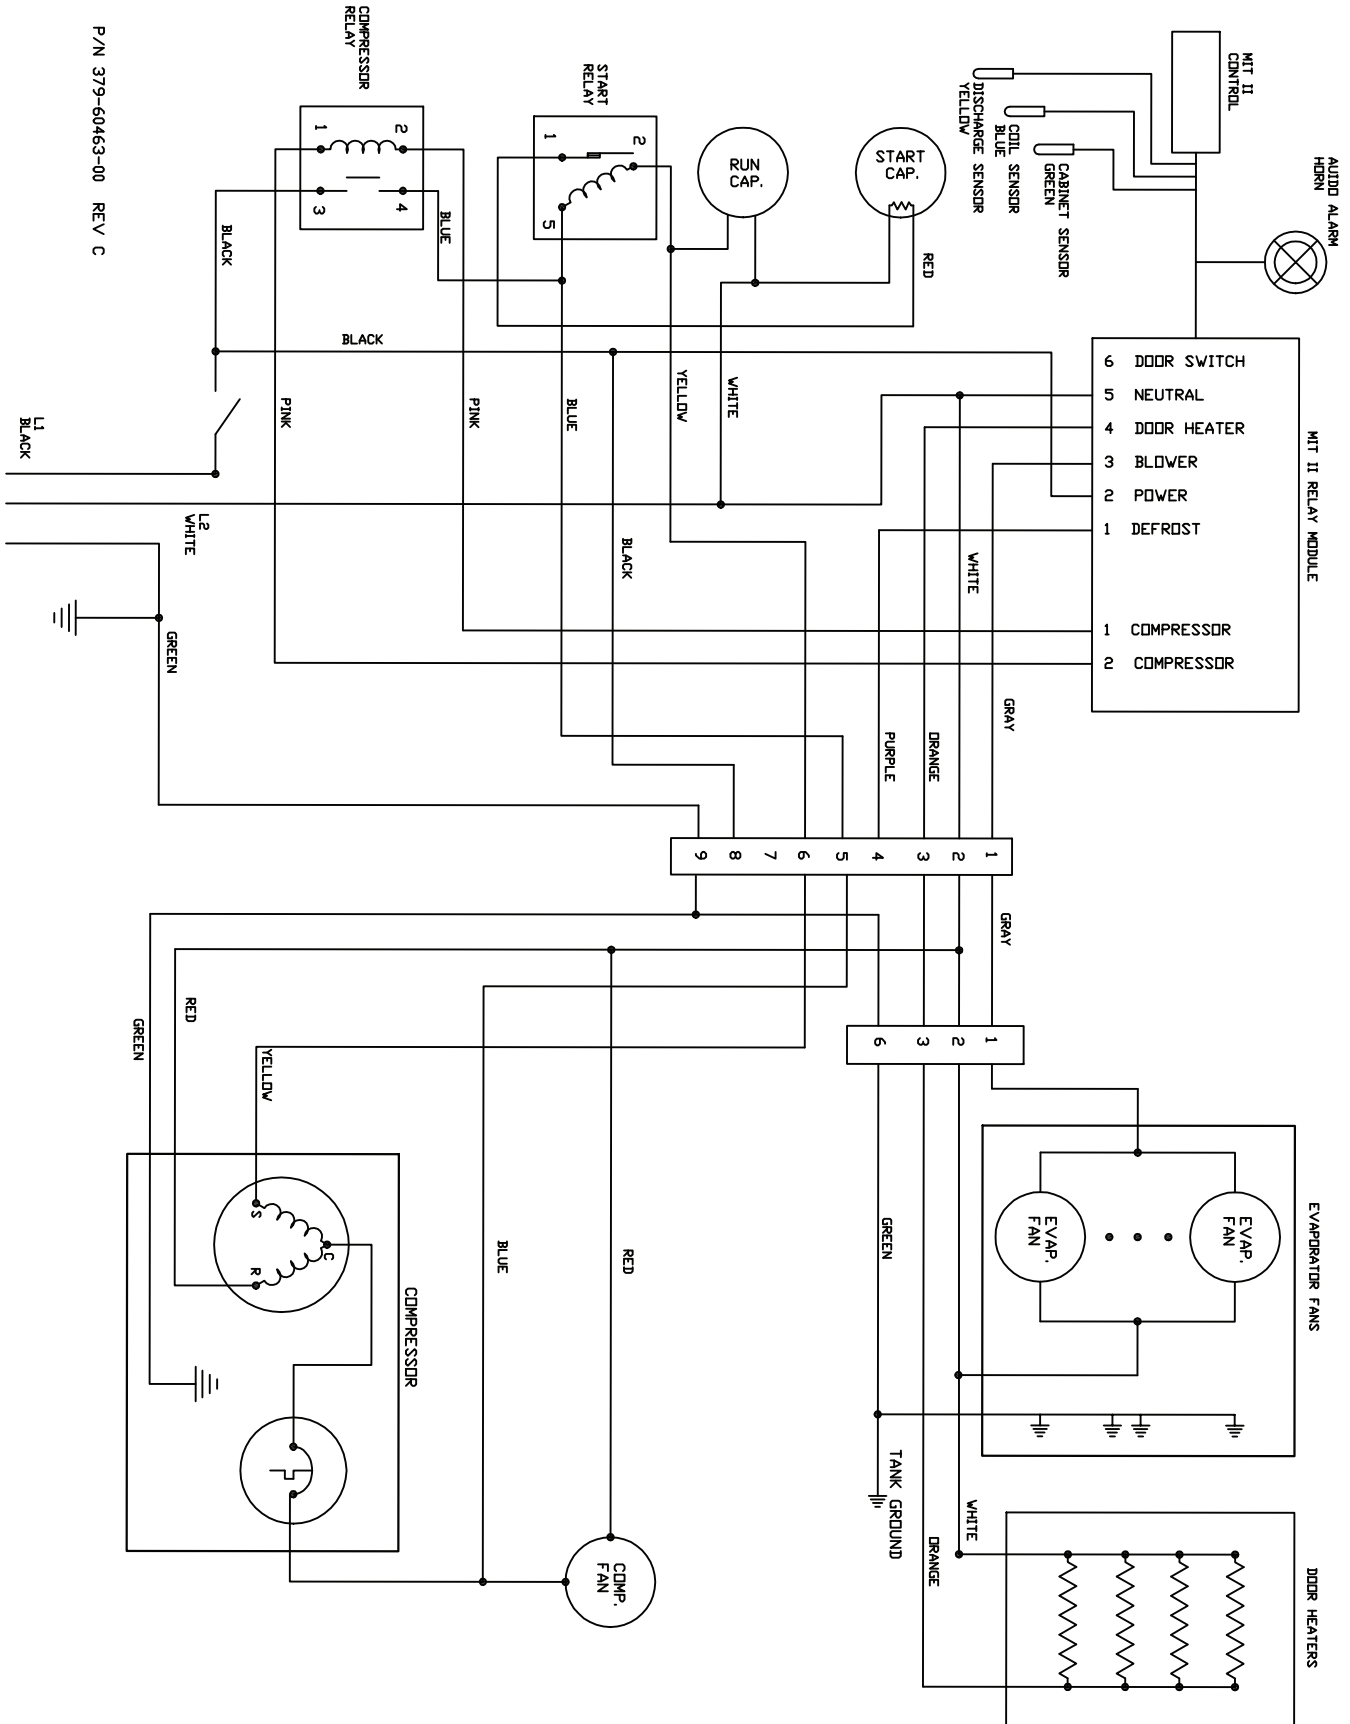 MIT II
CONTROL
AUIDO ALARM
HORN
DISCHARGE SENSOR
YELLOW
COIL SENSOR
BLUE
CABINET SENSOR
GREEN
START
CAP.
RUN
CAP.
START
RELAY
1
2
5
COMPRESSOR
RELAY
1
2
3
4
P/N 379-60463-00 REV C
BLACK
BLUE
RED
BLACK
PINK
PINK
BLUE
YELLOW
WHITE
L1
BLACK
L2
WHITE
GREEN
BLACK
WHITE
MIT II RELAY MODULE
6 DOOR SWITCH
5 NEUTRAL
4 DOOR HEATER
3 BLOWER
2 POWER
1 DEFROST
1 COMPRESSOR
2 COMPRESSOR
PURPLE
ORANGE
GRAY
9 8 7 6 5 4 3 2 1
GRAY
6 3 2 1
GREEN
RED
YELLOW
S
C
R
COMPRESSOR
BLUE
RED
COMP.
FAN
GREEN
TANK GROUND
EVAPORATOR FANS
EVAP.
FAN
EVAP.
FAN
WHITE
ORANGE
DOOR HEATERS